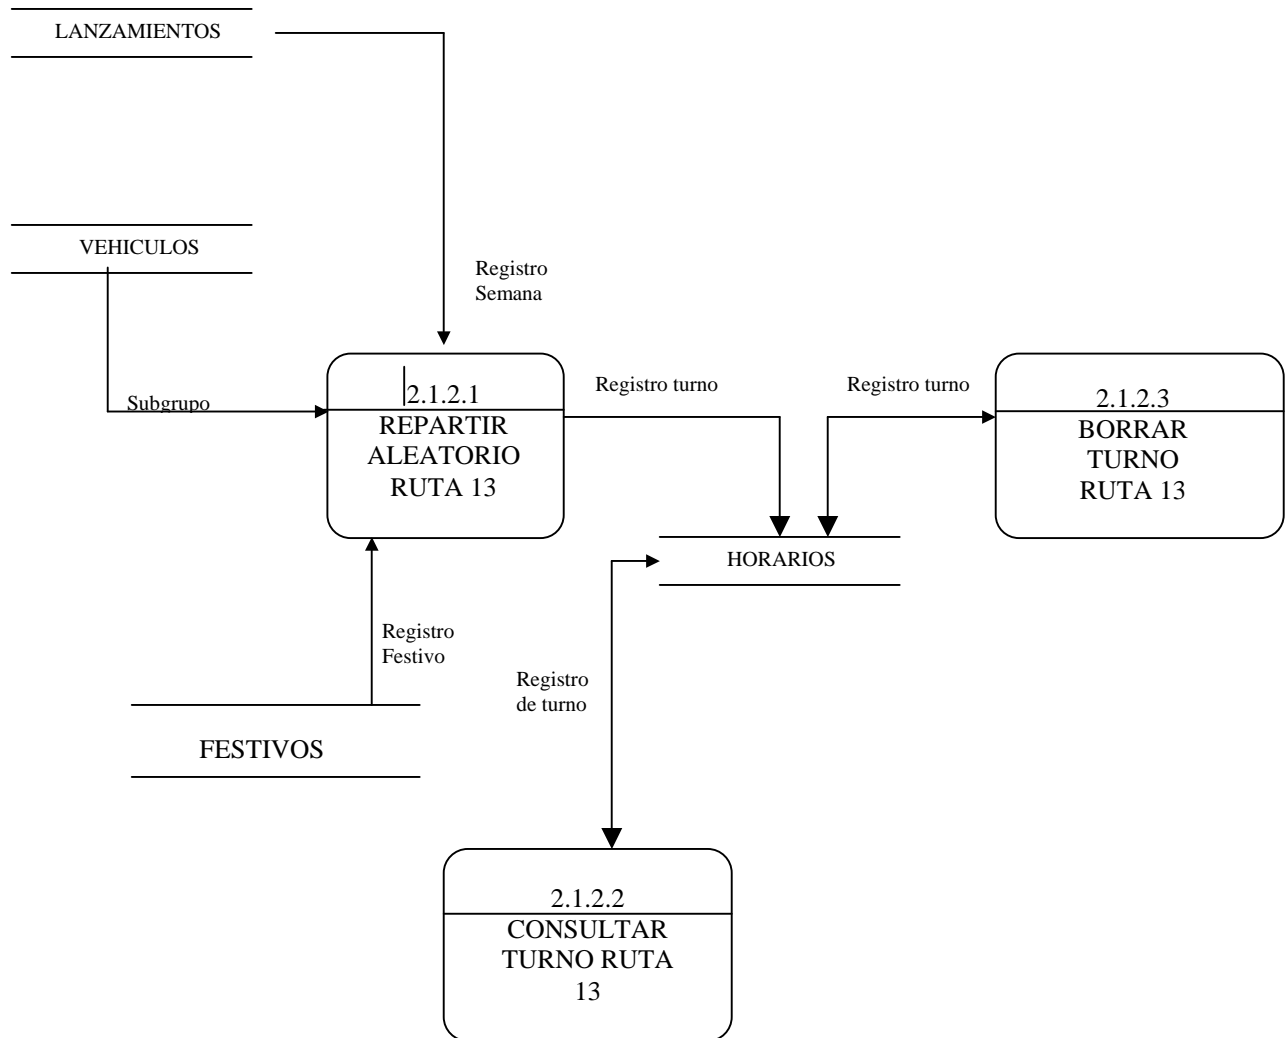 LANZAMIENTOS
VEHICULOS
Registro
Semana
Subgrupo
2.1.2.1
REPARTIR
ALEATORIO
RUTA 13
Registro turno
Registro turno
2.1.2.3
BORRAR
TURNO
RUTA 13
HORARIOS
Registro
Festivo
Registro
de turno
FESTIVOS
2.1.2.2
CONSULTAR
TURNO RUTA
13